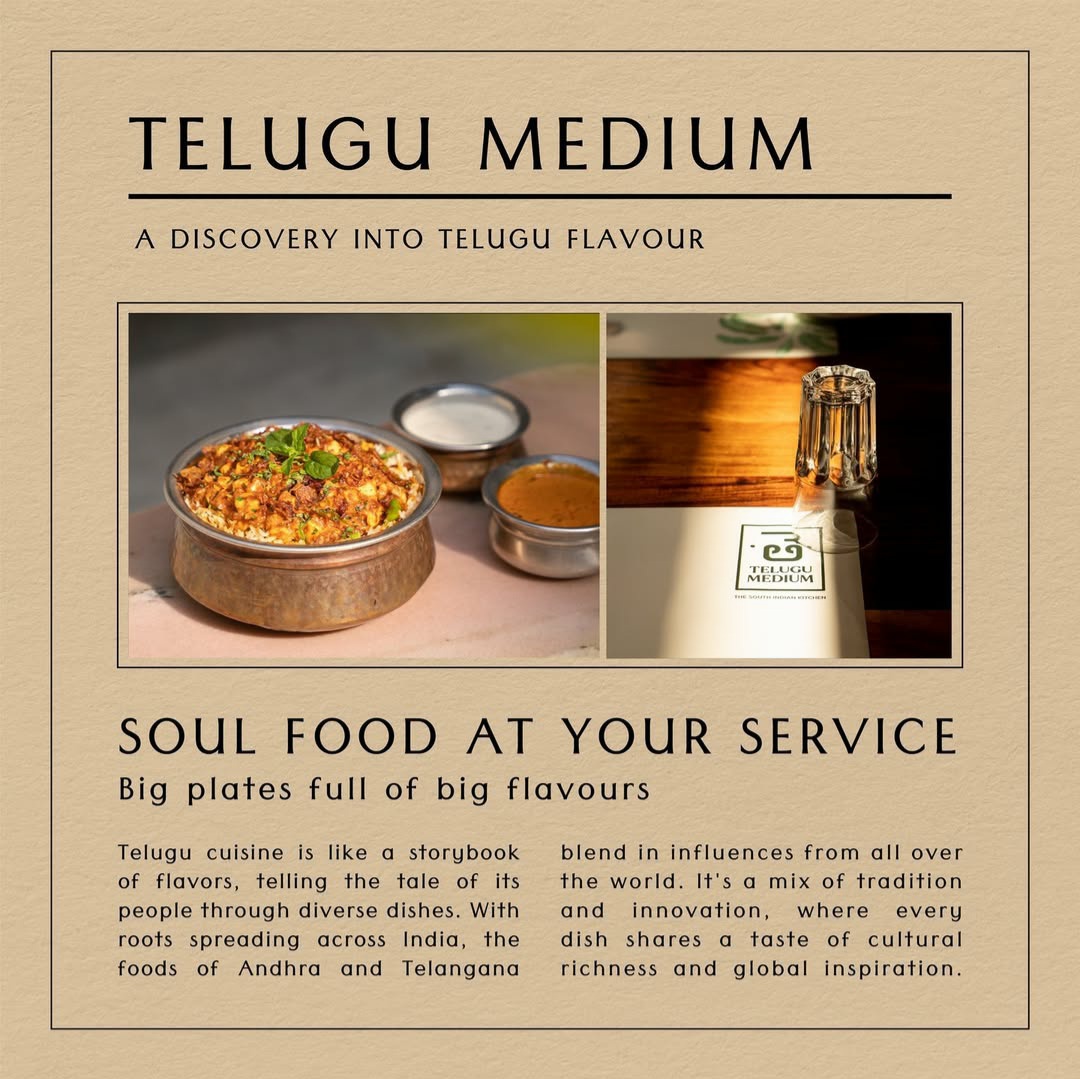 TELUGU MEDIUM
A DISCOVERY INTO TELUGU FLAVOUR
తె
TELUGU
MEDIUM
THE SOUTH INDIAN KITCHEN
SOUL FOOD AT YOUR SERVICE
Big plates full of big flavours
Telugu cuisine is like a storybook
of flavors, telling the tale of its
people through diverse dishes. With
roots spreading across India, the
foods of Andhra and Telangana
blend in influences from all over
the world. It's a mix of tradition
and innovation, where every
dish shares a taste of cultural
richness and global inspiration.